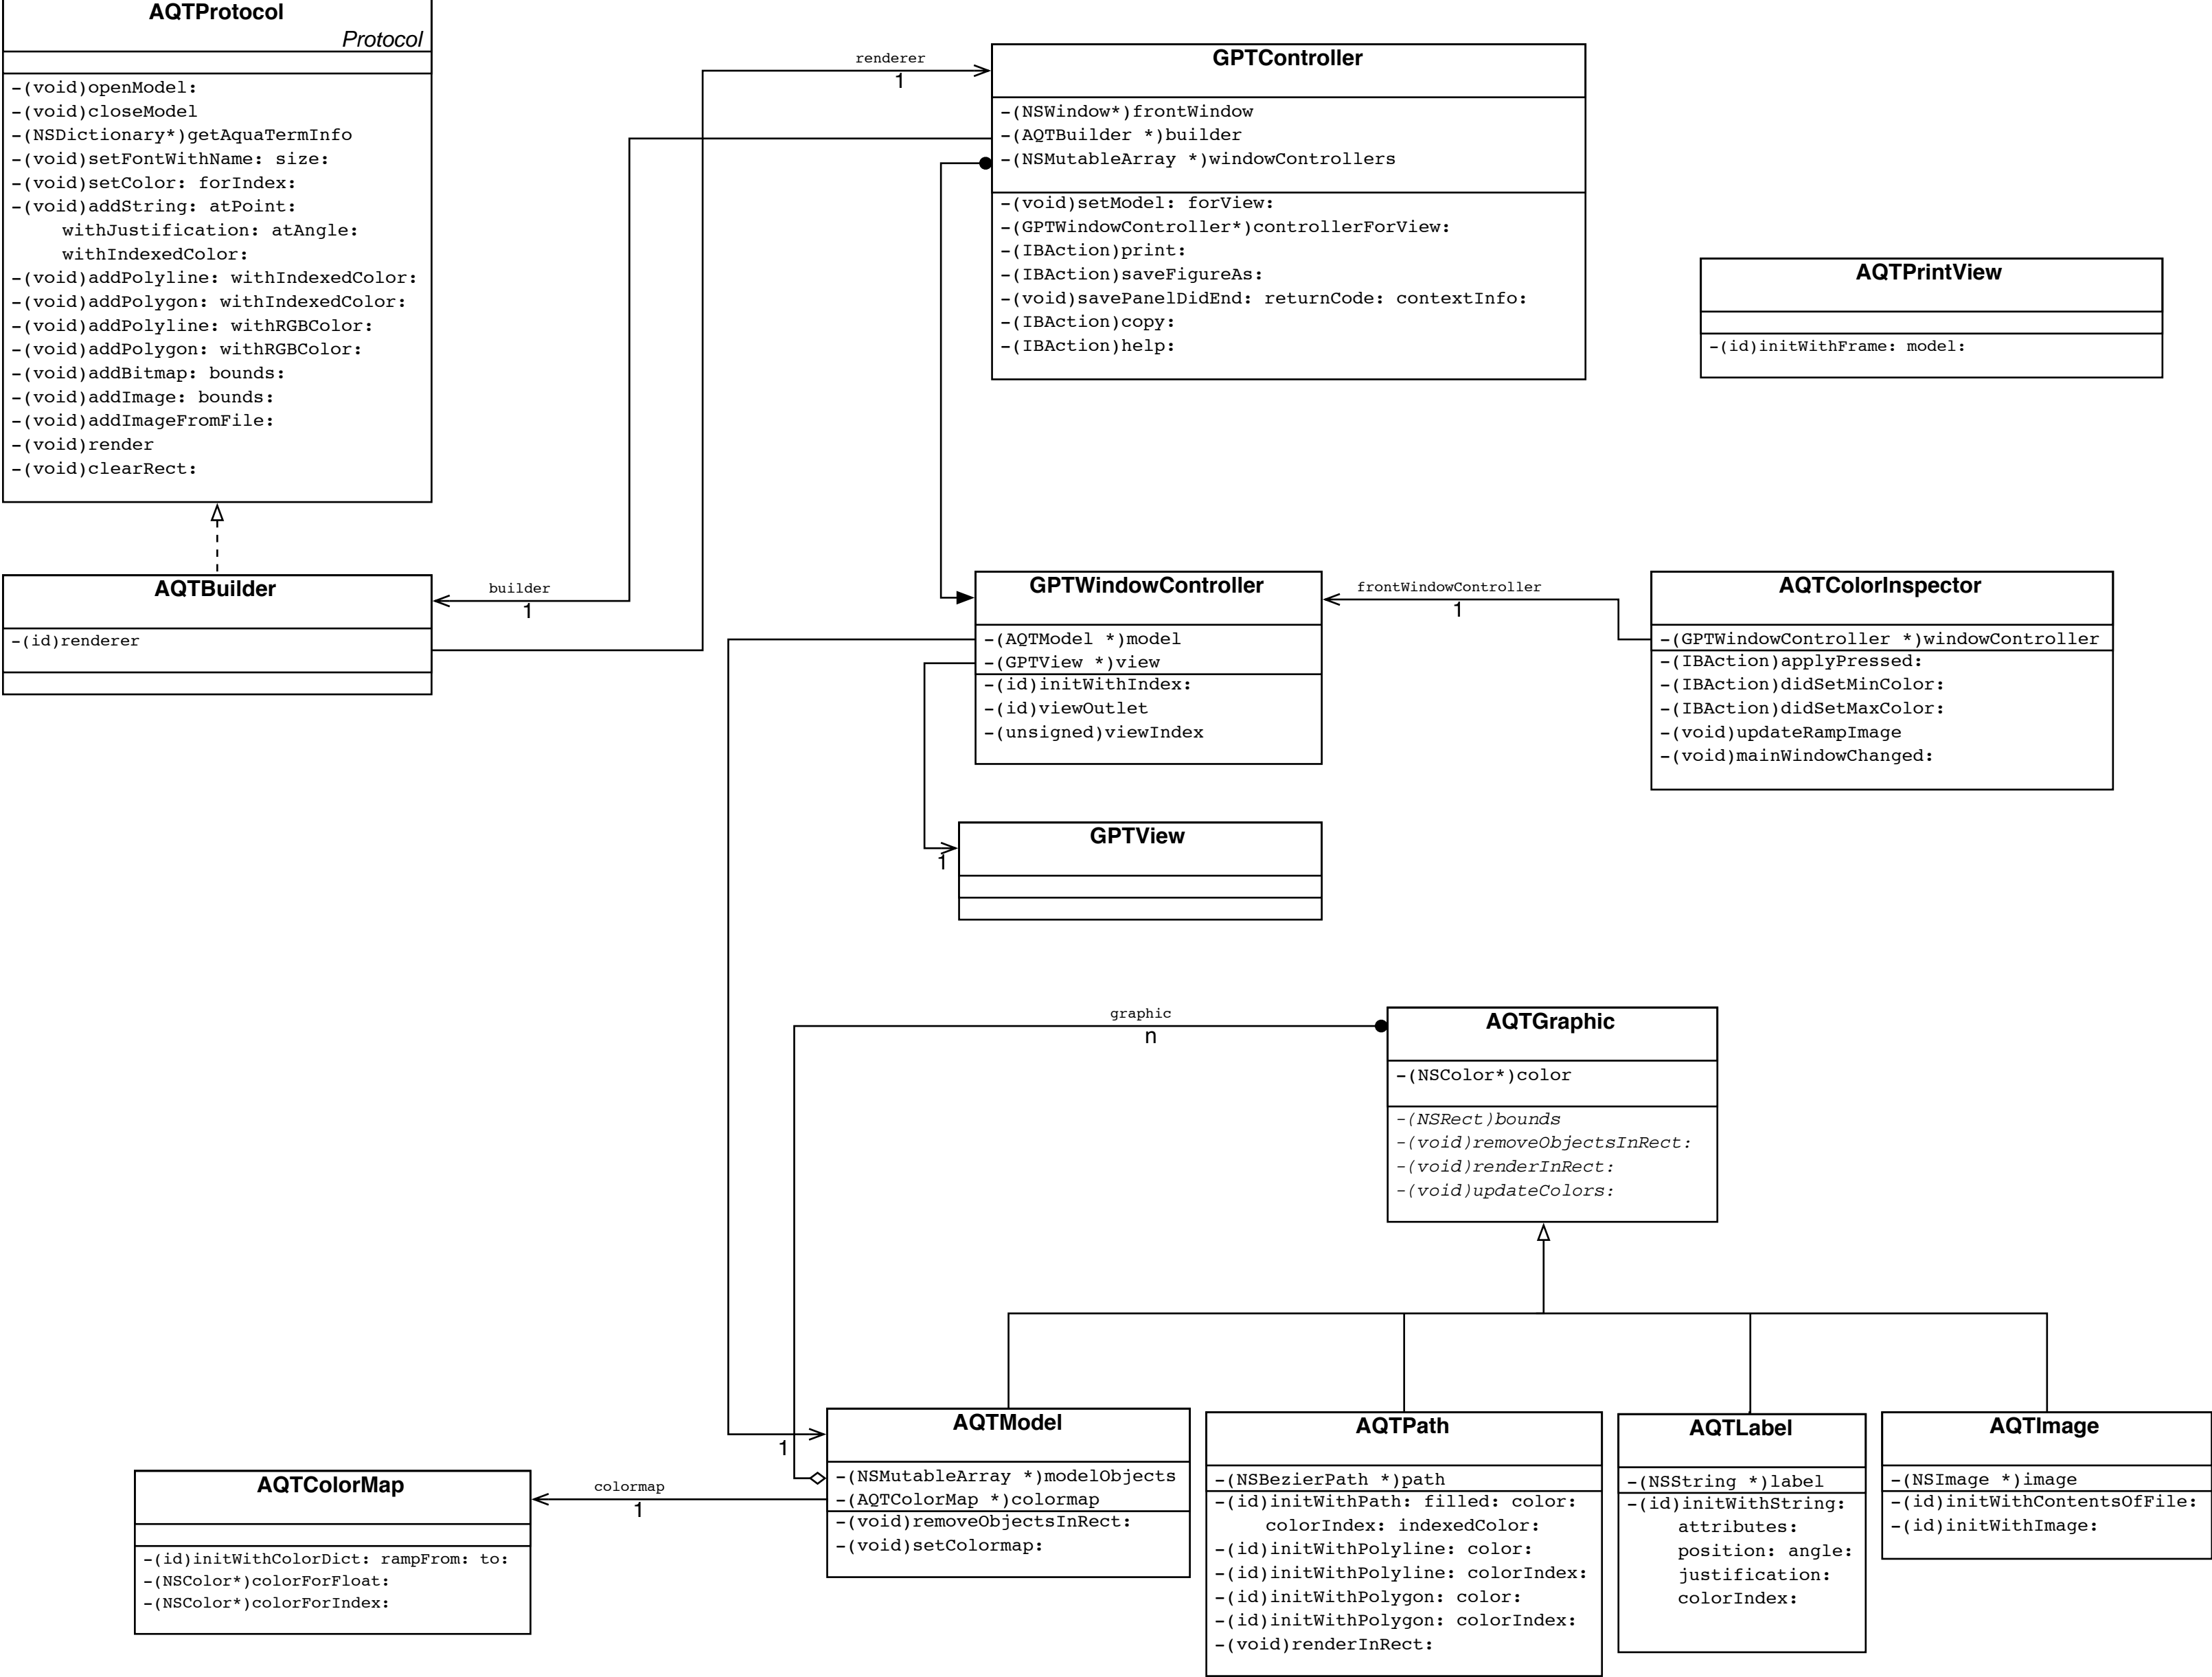 AQTProtocol
Protocol
-(void)openModel:
-(void)closeModel
-(NSDictionary*)getAquaTermInfo
-(void)setFontWithName: size:
-(void)setColor: forIndex:
-(void)addString: atPoint:
withJustification: atAngle:
withIndexedColor:
-(void)addPolyline: withIndexedColor:
-(void)addPolygon: withIndexedColor:
-(void)addPolyline: withRGBColor:
-(void)addPolygon: withRGBColor:
-(void)addBitmap: bounds:
-(void)addImage: bounds:
-(void)addImageFromFile:
-(void)render
-(void)clearRect:
renderer
1
GPTController
-(NSWindow*)frontWindow
-(AQTBuilder *)builder
-(NSMutableArray *)windowControllers
-(void)setModel: forView:
-(GPTWindowController*)controllerForView:
-(IBAction)print:
-(IBAction)saveFigureAs:
-(void)savePanelDidEnd: returnCode: contextInfo:
-(IBAction)copy:
-(IBAction)help:
AQTPrintView
-(id)initWithFrame: model:
AQTBuilder
-(id)renderer
builder
1
GPTWindowController
-(AQTModel *)model
-(GPTView *)view
-(id)initWithIndex:
-(id)viewOutlet
-(unsigned)viewIndex
frontWindowController
1
AQTColorInspector
-(GPTWindowController *)windowController
-(IBAction)applyPressed:
-(IBAction)didSetMinColor:
-(IBAction)didSetMaxColor:
-(void)updateRampImage
-(void)mainWindowChanged:
GPTView
1
graphic
n
AQTGraphic
-(NSColor*)color
-(NSRect)bounds
-(void)removeObjectsInRect:
-(void)renderInRect:
-(void)updateColors:
1
AQTModel
-(NSMutableArray *)modelObjects
-(AQTColorMap *)colormap
-(void)removeObjectsInRect:
-(void)setColormap:
colormap
1
AQTColorMap
-(id)initWithColorDict: rampFrom: to:
-(NSColor*)colorForFloat:
-(NSColor*)colorForIndex:
AQTPath
-(NSBezierPath *)path
-(id)initWithPath: filled: color:
colorIndex: indexedColor:
-(id)initWithPolyline: color:
-(id)initWithPolyline: colorIndex:
-(id)initWithPolygon: color:
-(id)initWithPolygon: colorIndex:
-(void)renderInRect:
AQTLabel
-(NSString *)label
-(id)initWithString:
attributes:
position: angle:
justification:
colorIndex:
AQTImage
-(NSImage *)image
-(id)initWithContentsOfFile:
-(id)initWithImage: